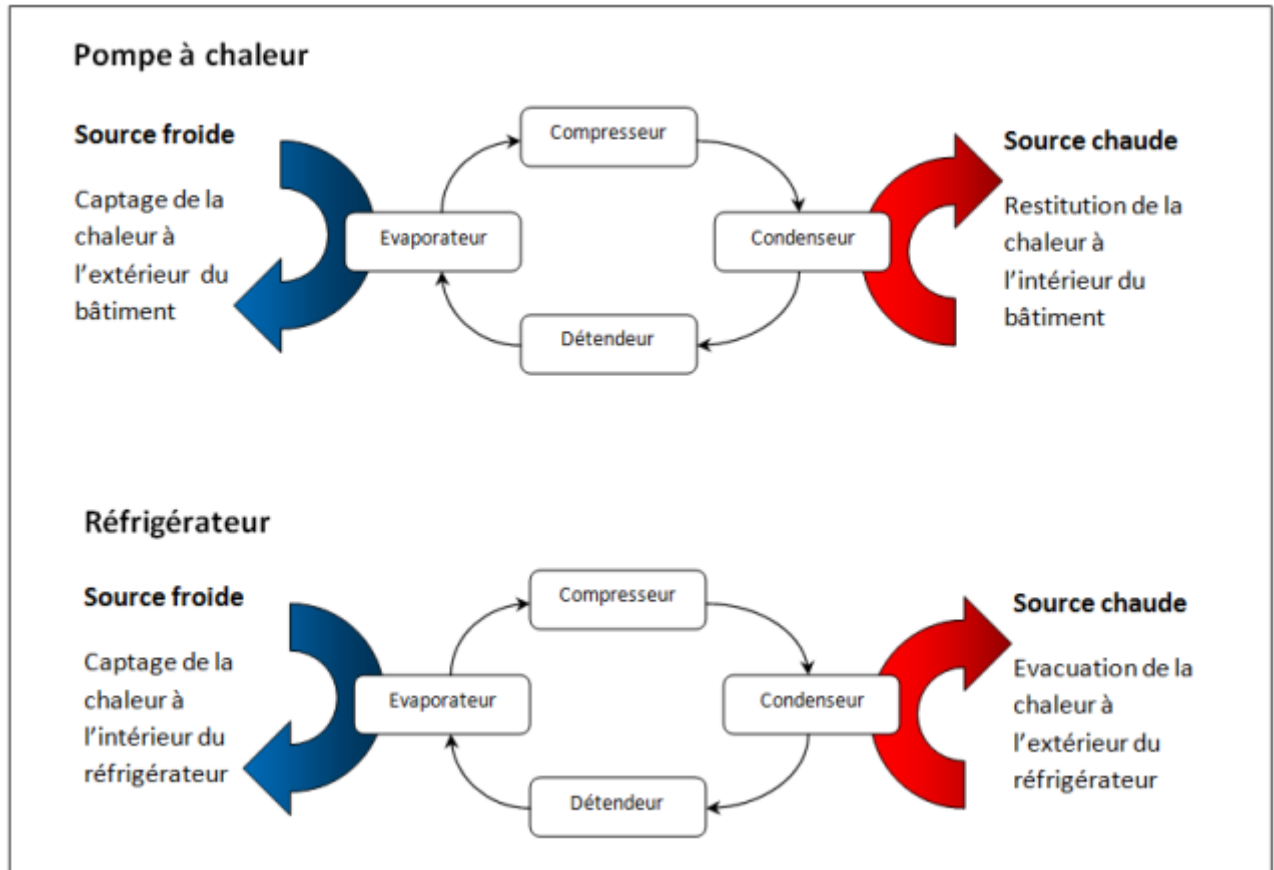 Pompe à chaleur
Source froide
Captage de la
chaleur à
l'extérieur du
bâtiment
Compresseur
Evaporateur
Condenseur
Détendeur
Source chaude
Restitution de la
chaleur à
l'intérieur du
bâtiment
Réfrigérateur
Source froide
Captage de la
chaleur à
l'intérieur du
réfrigérateur
Compresseur
Evaporateur
Condenseur
Détendeur
Source chaude
Evacuation de la
chaleur à
l'extérieur du
réfrigérateur